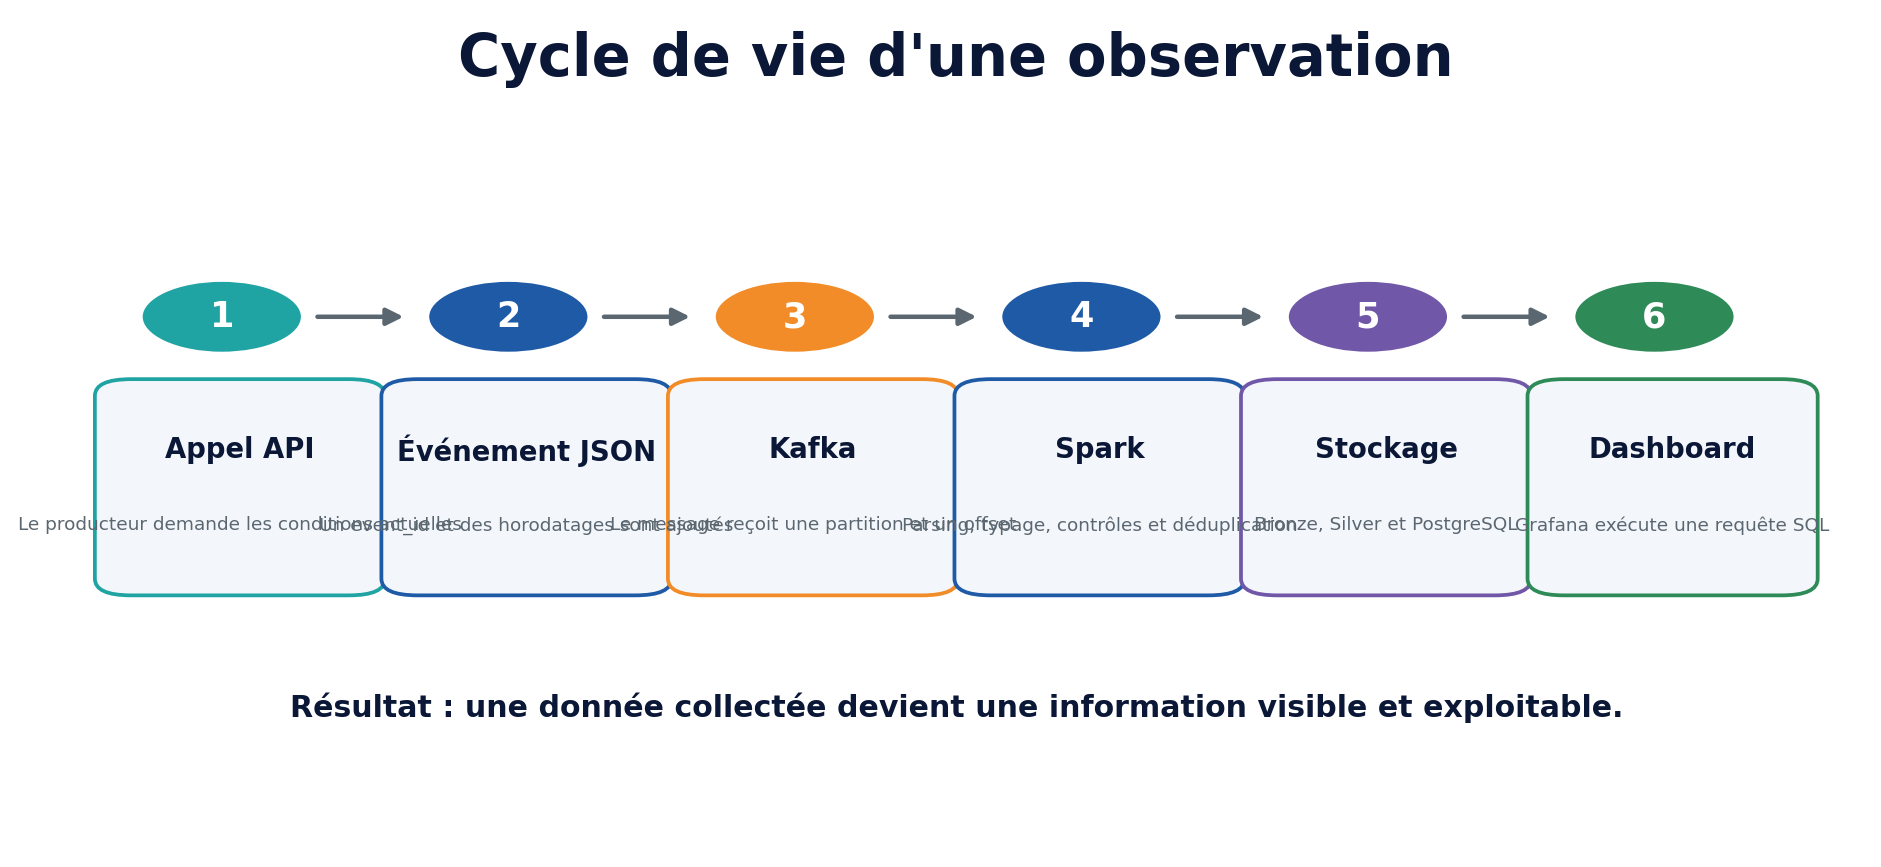 Cycle de vie d'une observation
1
2
3
4
5
6
Appel API
Événement JSON
Kafka
Spark
Stockage
Dashboard
Le producteur demande les conditions actuelles
Un event_id et des horodatages sont ajoutés
Le message reçoit une partition et un offset
Parsing, typage, contrôles et déduplication
Bronze, Silver et PostgreSQL
Grafana exécute une requête SQL
Résultat : une donnée collectée devient une information visible et exploitable.